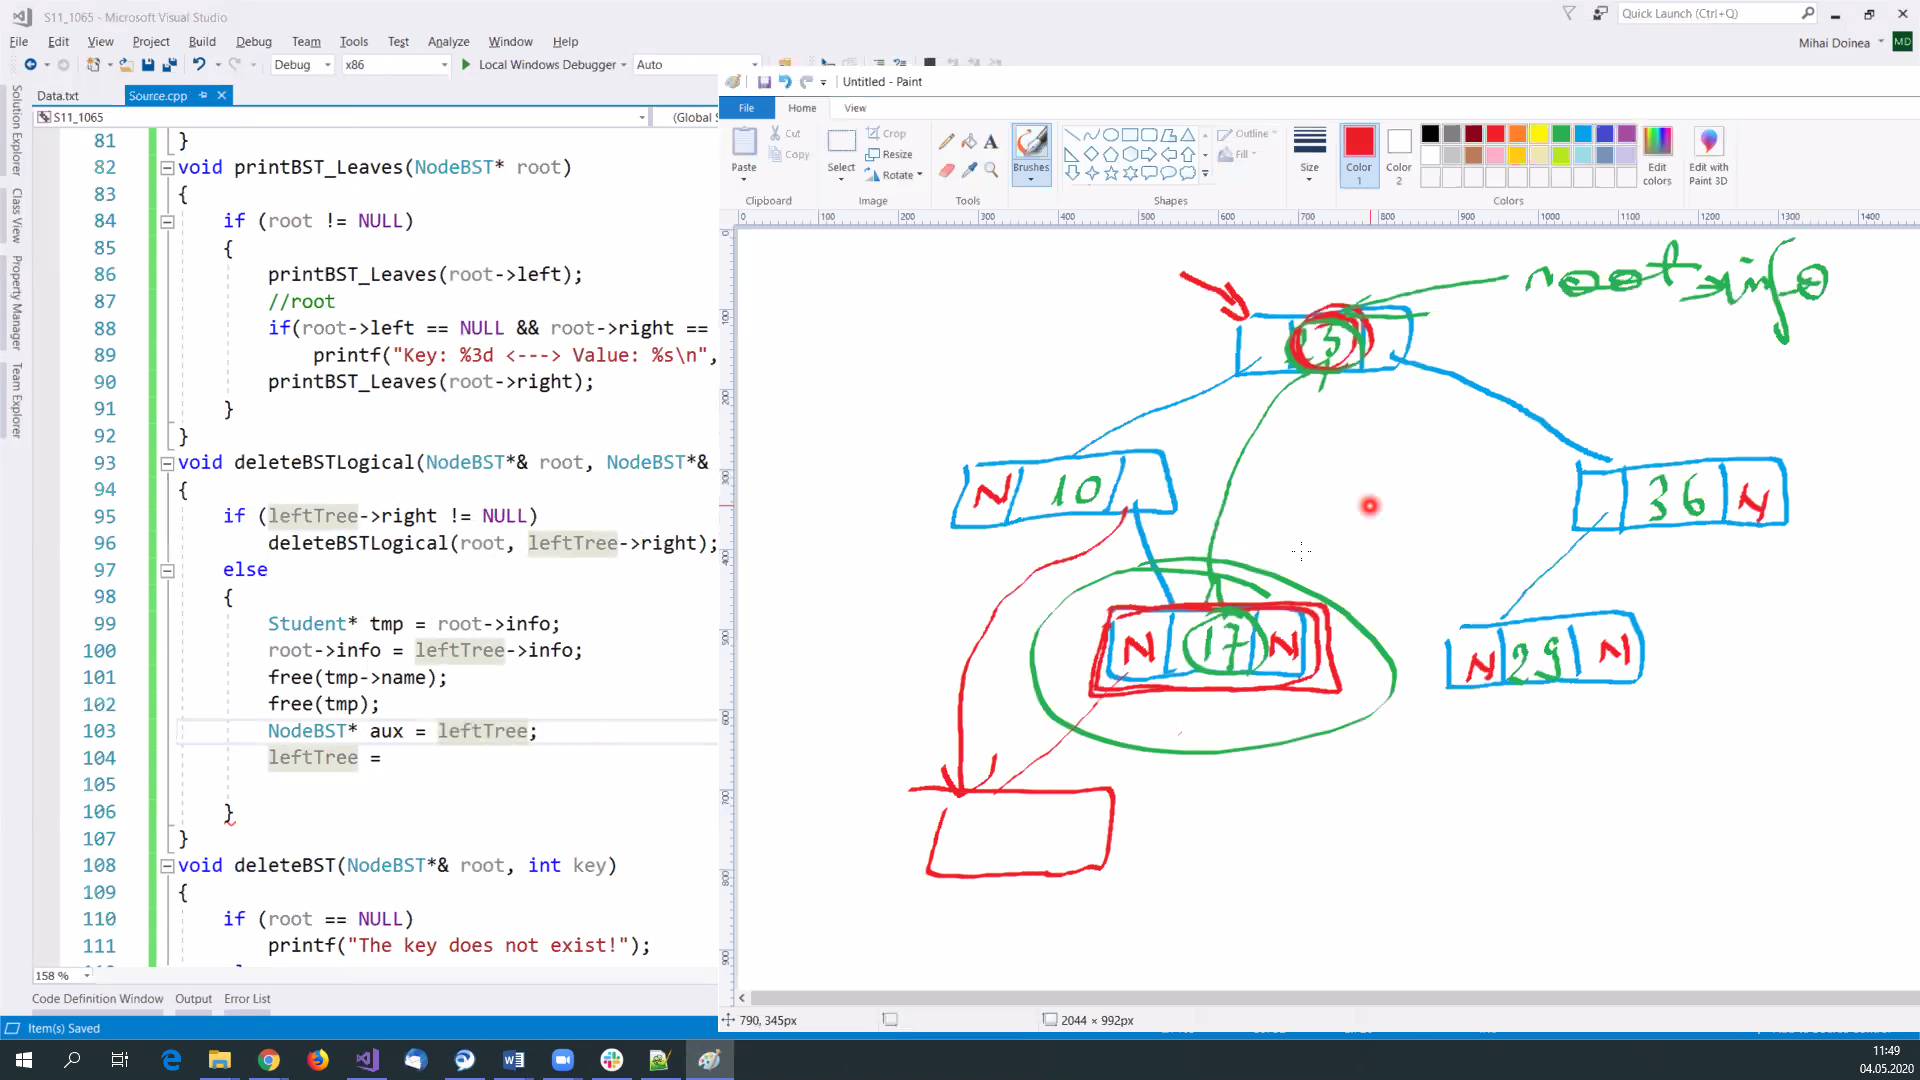 S11_1065 - Microsoft Visual Studio
Quick Launch (Ctrl+Q)
File Edit View Project Build Debug Team Tools Test Analyze Window Help
Mihai Doinea MD
Debug x86 Local Windows Debugger Auto
Data.txt Source.cpp
S11_1065 (Global S
Solution Explorer
Class View
Property Manager
Team Explorer
81 }
82 void printBST_Leaves(NodeBST* root)
83 {
84 if (root != NULL)
85 {
86 printBST_Leaves(root->left);
87 //root
88 if(root->left == NULL && root->right ==
89 printf("Key: %3d <---> Value: %s\n",
90 printBST_Leaves(root->right);
91 }
92 }
93 void deleteBSTLogical(NodeBST*& root, NodeBST*&
94 {
95 if (leftTree->right != NULL)
96 deleteBSTLogical(root, leftTree->right);
97 else
98 {
99 Student* tmp = root->info;
100 root->info = leftTree->info;
101 free(tmp->name);
102 free(tmp);
103 NodeBST* aux = leftTree;
104 leftTree =
105
106 }
107 }
108 void deleteBST(NodeBST*& root, int key)
109 {
110 if (root == NULL)
111 printf("The key does not exist!");
158 %
Code Definition Window Output Error List
Item(s) Saved
Untitled - Paint
File Home View
Paste Cut Copy
Select Crop Resize Rotate
A
Brushes
Outline
Fill
Size
Color 1
Color 2
Edit colors
Edit with Paint 3D
Clipboard Image Tools Shapes Colors
0 100 200 300 400 500 600 700 800 900 1000 1100 1200 1300 1400
0
100
200
300
400
500
600
700
800
900
root->info
N 10
36 N
N 17 N
N 29 N
790, 345px 2044 × 992px
11:49
04.05.2020